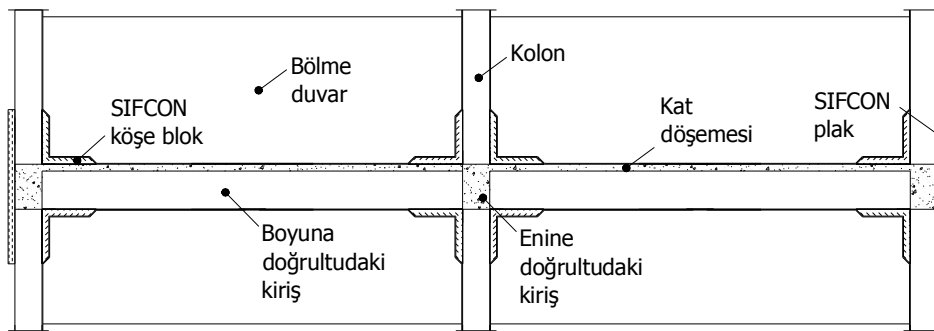 Bölme
duvar
Kolon
SIFCON
köşe blok
Kat
döşemesi
SIFCON
plak
Boyuna
doğrultudaki
kiriş
Enine
doğrultudaki
kiriş